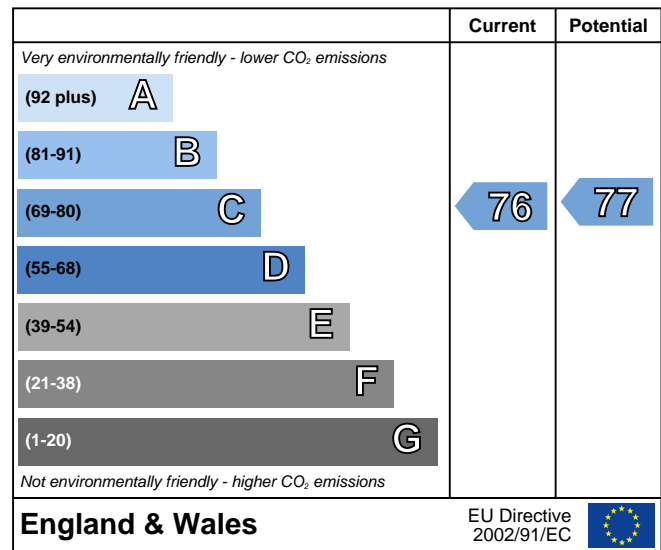 Current Potential
Very environmentally friendly - lower CO₂ emissions
(92 plus) A
(81-91) B
(69-80) C 76 77
(55-68) D
(39-54) E
(21-38) F
(1-20) G
Not environmentally friendly - higher CO₂ emissions
England & Wales
EU Directive
2002/91/EC